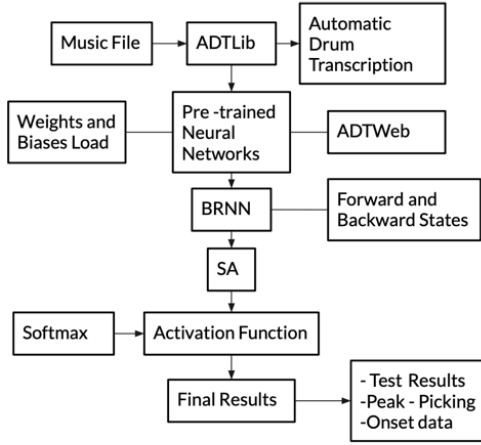 Music File
ADTLib
Automatic
Drum
Transcription
Weights and
Biases Load
Pre -trained
Neural
Networks
ADTWeb
BRNN
Forward and
Backward States
SA
Softmax
Activation Function
Final Results
- Test Results
-Peak - Picking
-Onset data